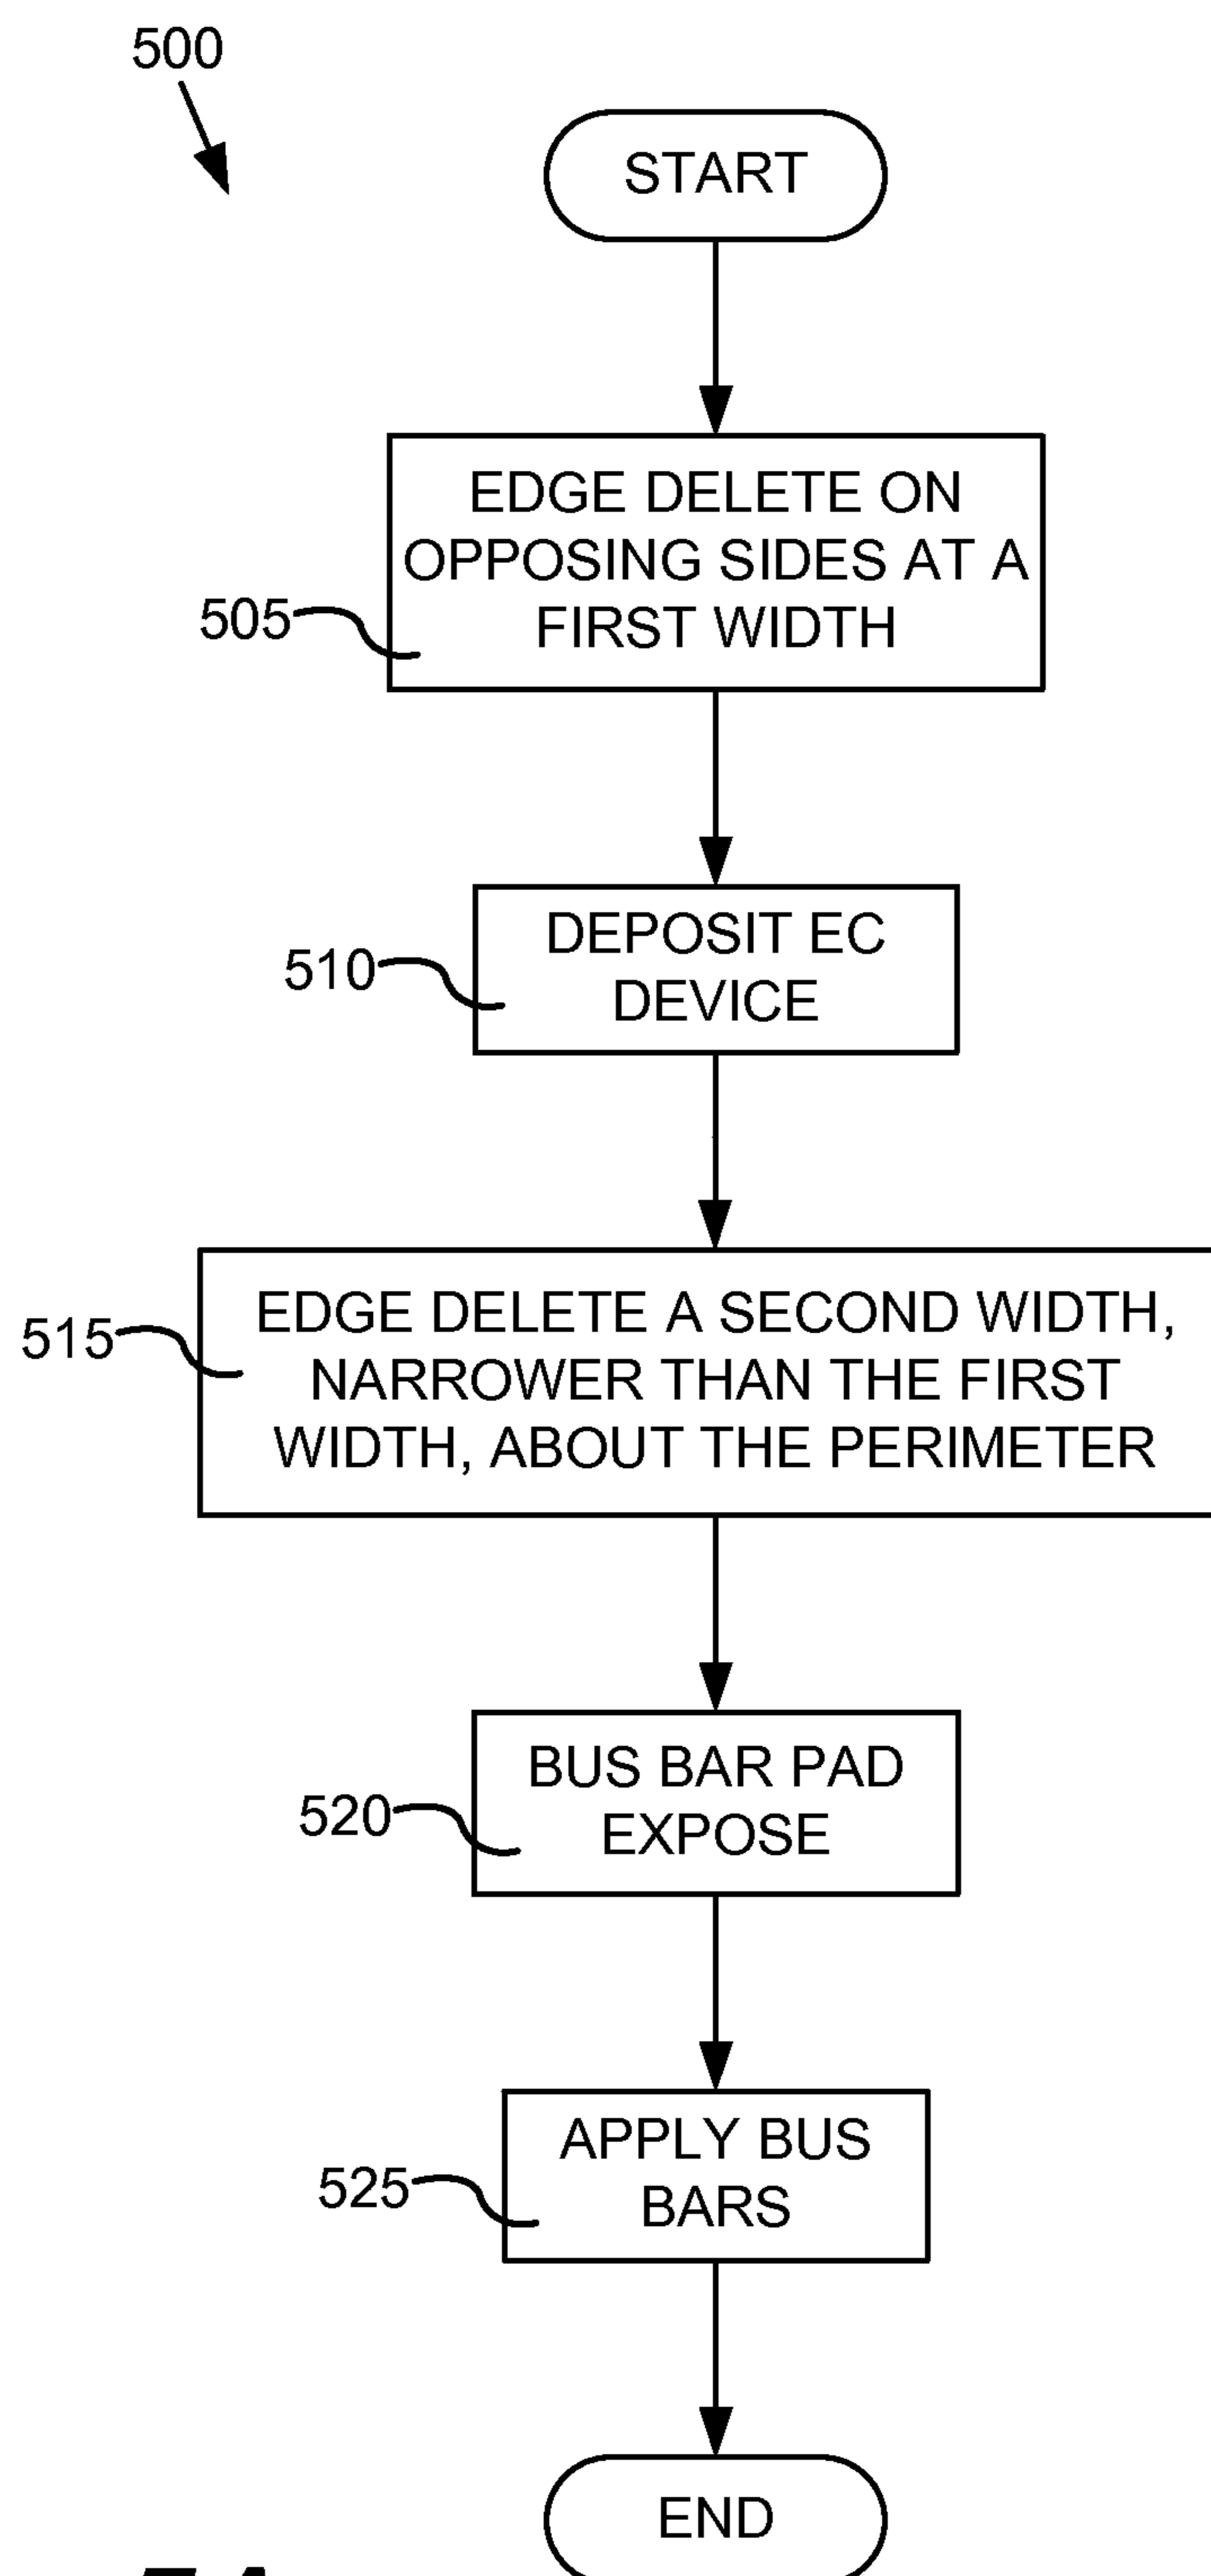 500
START
EDGE DELETE ON
OPPOSING SIDES AT A
FIRST WIDTH
505
DEPOSIT EC
DEVICE
510
EDGE DELETE A SECOND WIDTH,
NARROWER THAN THE FIRST
WIDTH, ABOUT THE PERIMETER
515
BUS BAR PAD
EXPOSE
520
APPLY BUS
BARS
525
END